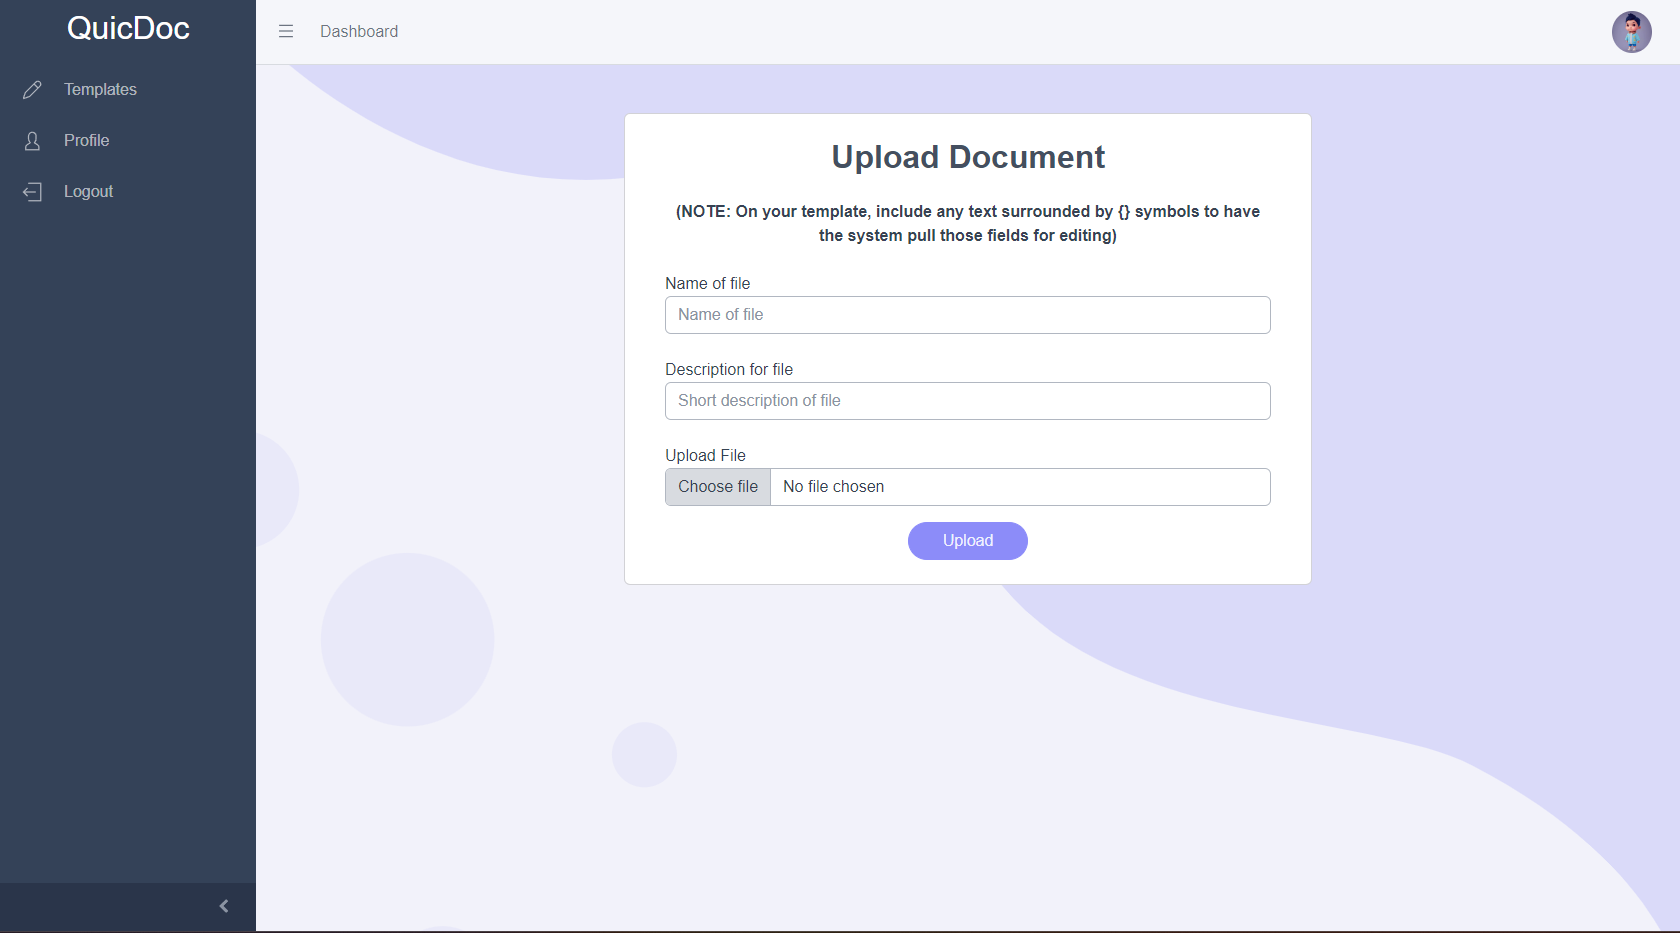 QuicDoc
Templates
Profile
Logout
Dashboard
Upload Document
(NOTE: On your template, include any text surrounded by {} symbols to have
the system pull those fields for editing)
Name of file
Name of file
Description for file
Short description of file
Upload File
Choose file No file chosen
Upload